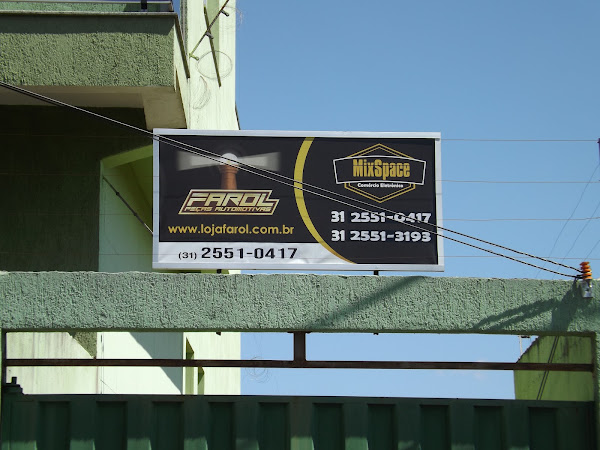 FAROL
PEÇAS AUTOMOTIVAS
www.lojafarol.com.br
(31) 2551-0417
MixSpace
Comércio Eletrônico
31 2551-0417
31 2551-3193